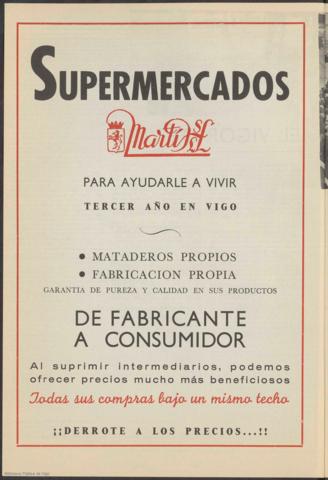 SUPERMERCADOS
Marti S.L.
PARA AYUDARLE A VIVIR
TERCER AÑO EN VIGO
• MATADEROS PROPIOS
• FABRICACION PROPIA
GARANTIA DE PUREZA Y CALIDAD EN SUS PRODUCTOS
DE FABRICANTE
A CONSUMIDOR
Al suprimir intermediarios, podemos
ofrecer precios mucho más beneficiosos
Todas sus compras bajo un mismo techo
¡¡DERROTE A LOS PRECIOS...!!
Biblioteca Pública de Vigo